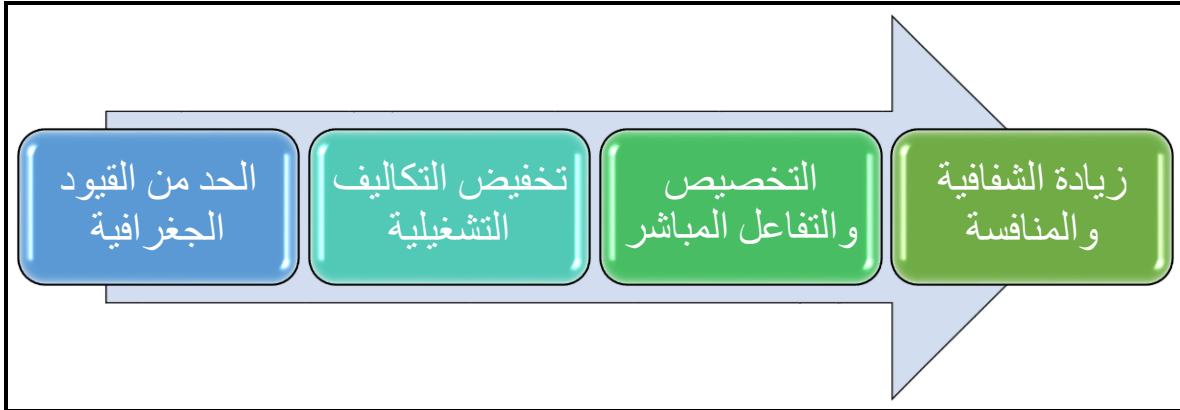 الحد من القيود
الجغرافية
تخفيض التكاليف
التشغيلية
التخصيص
والتفاعل المباشر
زيادة الشفافية
والمنافسة